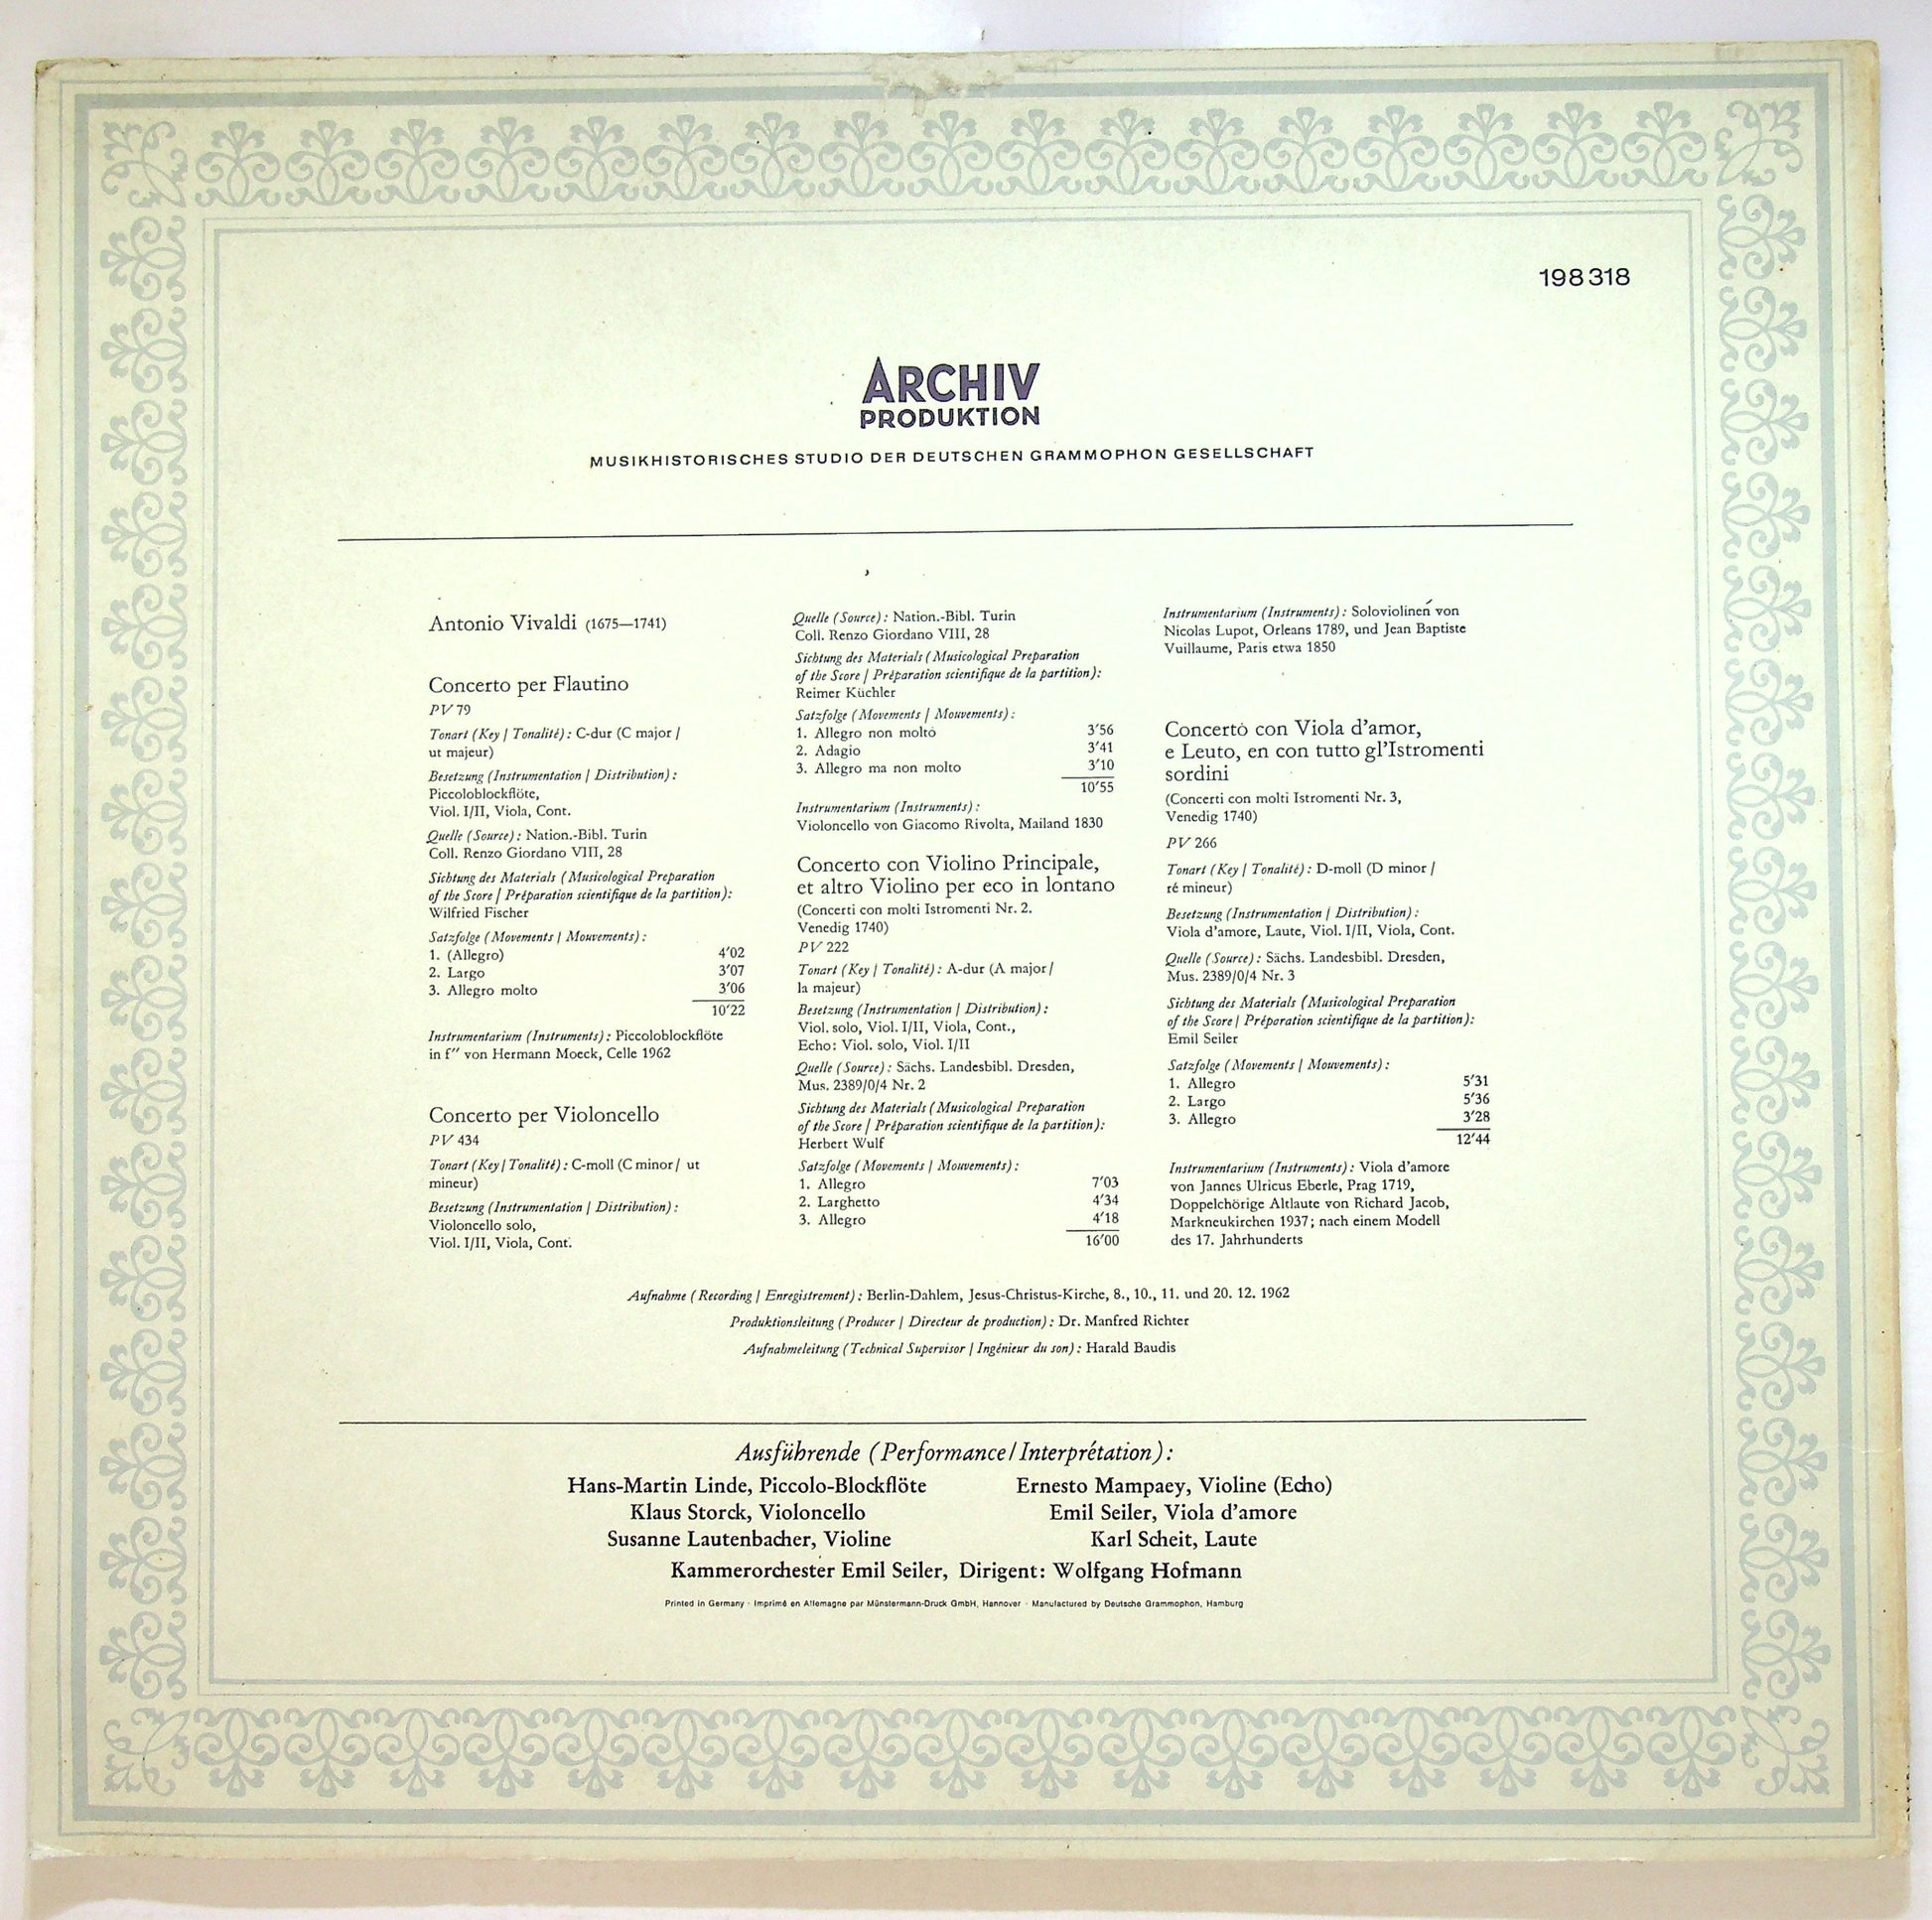 198 318
ARCHIV
PRODUKTION
MUSIKHISTORISCHES STUDIO DER DEUTSCHEN GRAMMOPHON GESELLSCHAFT
Antonio Vivaldi (1675—1741)
Concerto per Flautino
PV 79
Tonart (Key | Tonalité): C-dur (C major /
ut majeur)
Besetzung (Instrumentation | Distribution):
Piccoloblockflöte,
Viol. I/II, Viola, Cont.
Quelle (Source): Nation.-Bibl. Turin
Coll. Renzo Giordano VIII, 28
Sichtung des Materials (Musicological Preparation
of the Score | Préparation scientifique de la partition):
Wilfried Fischer
Satzfolge (Movements | Mouvements):
1. (Allegro) 4′02
2. Largo 3′07
3. Allegro molto 3′06
10′22
Instrumentarium (Instruments): Piccoloblockflöte
in f″ von Hermann Moeck, Celle 1962
Concerto per Violoncello
PV 434
Tonart (Key | Tonalité): C-moll (C minor / ut
mineur)
Besetzung (Instrumentation | Distribution):
Violoncello solo,
Viol. I/II, Viola, Cont.
Quelle (Source): Nation.-Bibl. Turin
Coll. Renzo Giordano VIII, 28
Sichtung des Materials (Musicological Preparation
of the Score | Préparation scientifique de la partition):
Reimer Küchler
Satzfolge (Movements | Mouvements):
1. Allegro non molto 3′56
2. Adagio 3′41
3. Allegro ma non molto 3′10
10′55
Instrumentarium (Instruments):
Violoncello von Giacomo Rivolta, Mailand 1830
Concerto con Violino Principale,
et altro Violino per eco in lontano
(Concerti con molti Istromenti Nr. 2.
Venedig 1740)
PV 222
Tonart (Key | Tonalité): A-dur (A major /
la majeur)
Besetzung (Instrumentation | Distribution):
Viol. solo, Viol. I/II, Viola, Cont.,
Echo: Viol. solo, Viol. I/II
Quelle (Source): Sächs. Landesbibl. Dresden,
Mus. 2389/0/4 Nr. 2
Sichtung des Materials (Musicological Preparation
of the Score | Préparation scientifique de la partition):
Herbert Wulf
Satzfolge (Movements | Mouvements):
1. Allegro 7′03
2. Larghetto 4′34
3. Allegro 4′18
16′00
Instrumentarium (Instruments): Soloviolinen von
Nicolas Lupot, Orleans 1789, und Jean Baptiste
Vuillaume, Paris etwa 1850
Concerto con Viola d'amor,
e Leuto, en con tutto gl'Istromenti
sordini
(Concerti con molti Istromenti Nr. 3,
Venedig 1740)
PV 266
Tonart (Key | Tonalité): D-moll (D minor /
ré mineur)
Besetzung (Instrumentation | Distribution):
Viola d'amore, Laute, Viol. I/II, Viola, Cont.
Quelle (Source): Sächs. Landesbibl. Dresden,
Mus. 2389/0/4 Nr. 3
Sichtung des Materials (Musicological Preparation
of the Score | Préparation scientifique de la partition):
Emil Seiler
Satzfolge (Movements | Mouvements):
1. Allegro 5′31
2. Largo 5′36
3. Allegro 3′28
12′44
Instrumentarium (Instruments): Viola d'amore
von Jannes Ulricus Eberle, Prag 1719,
Doppelchörige Altlaute von Richard Jacob,
Markneukirchen 1937; nach einem Modell
des 17. Jahrhunderts
Aufnahme (Recording | Enregistrement): Berlin-Dahlem, Jesus-Christus-Kirche, 8., 10., 11. und 20. 12. 1962
Produktionsleitung (Producer | Directeur de production): Dr. Manfred Richter
Aufnahmeleitung (Technical Supervisor | Ingénieur du son): Harald Baudis
Ausführende (Performance | Interprétation):
Hans-Martin Linde, Piccolo-Blockflöte
Klaus Storck, Violoncello
Susanne Lautenbacher, Violine
Ernesto Mampaey, Violine (Echo)
Emil Seiler, Viola d'amore
Karl Scheit, Laute
Kammerorchester Emil Seiler, Dirigent: Wolfgang Hofmann
Printed in Germany · Imprimé en Allemagne par Münstermann-Druck GmbH, Hannover · Manufactured by Deutsche Grammophon, Hamburg